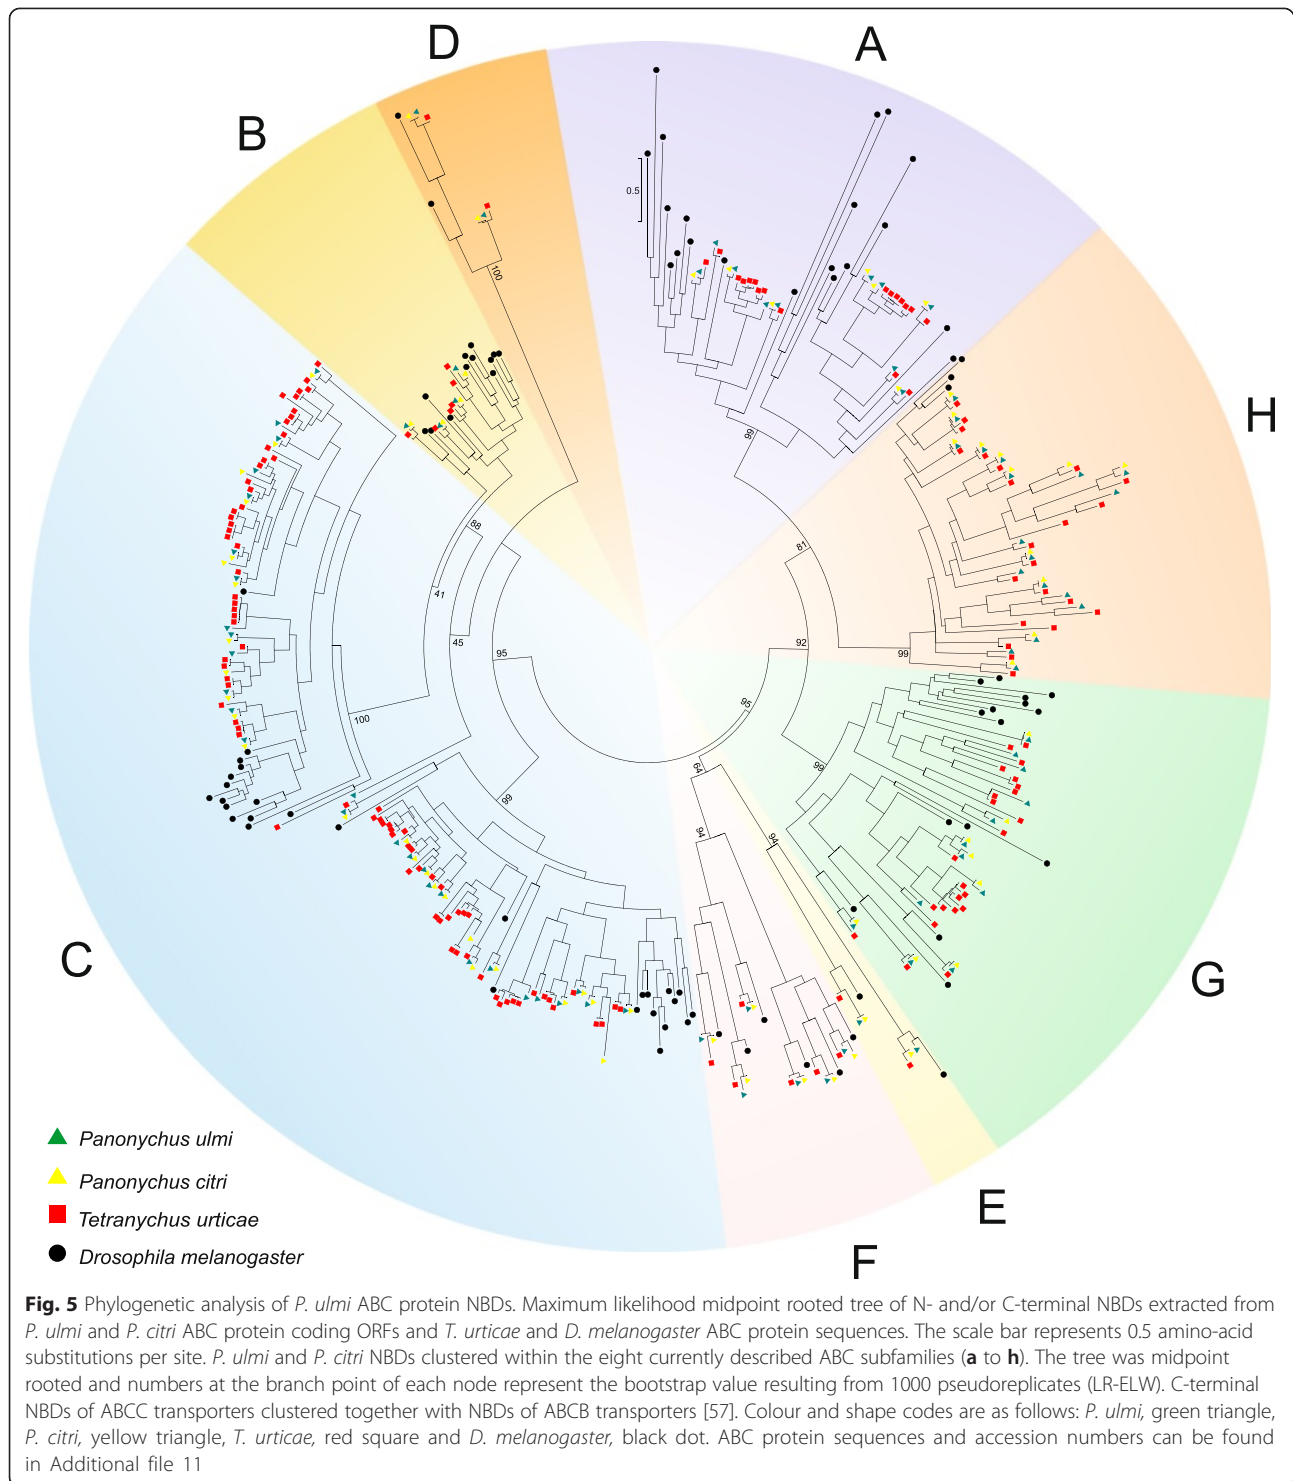 D
A
B
0.5
100
H
99
88
81
41
45
95
92
99
100
95
99
64
99
94
94
C
G
Panonychus ulmi
Panonychus citri
Tetranychus urticae
Drosophila melanogaster
E
F
Fig. 5 Phylogenetic analysis of P. ulmi ABC protein NBDs. Maximum likelihood midpoint rooted tree of N- and/or C-terminal NBDs extracted from
P. ulmi and P. citri ABC protein coding ORFs and T. urticae and D. melanogaster ABC protein sequences. The scale bar represents 0.5 amino-acid
substitutions per site. P. ulmi and P. citri NBDs clustered within the eight currently described ABC subfamilies (a to h). The tree was midpoint
rooted and numbers at the branch point of each node represent the bootstrap value resulting from 1000 pseudoreplicates (LR-ELW). C-terminal
NBDs of ABCC transporters clustered together with NBDs of ABCB transporters [57]. Colour and shape codes are as follows: P. ulmi, green triangle,
P. citri, yellow triangle, T. urticae, red square and D. melanogaster, black dot. ABC protein sequences and accession numbers can be found
in Additional file 11